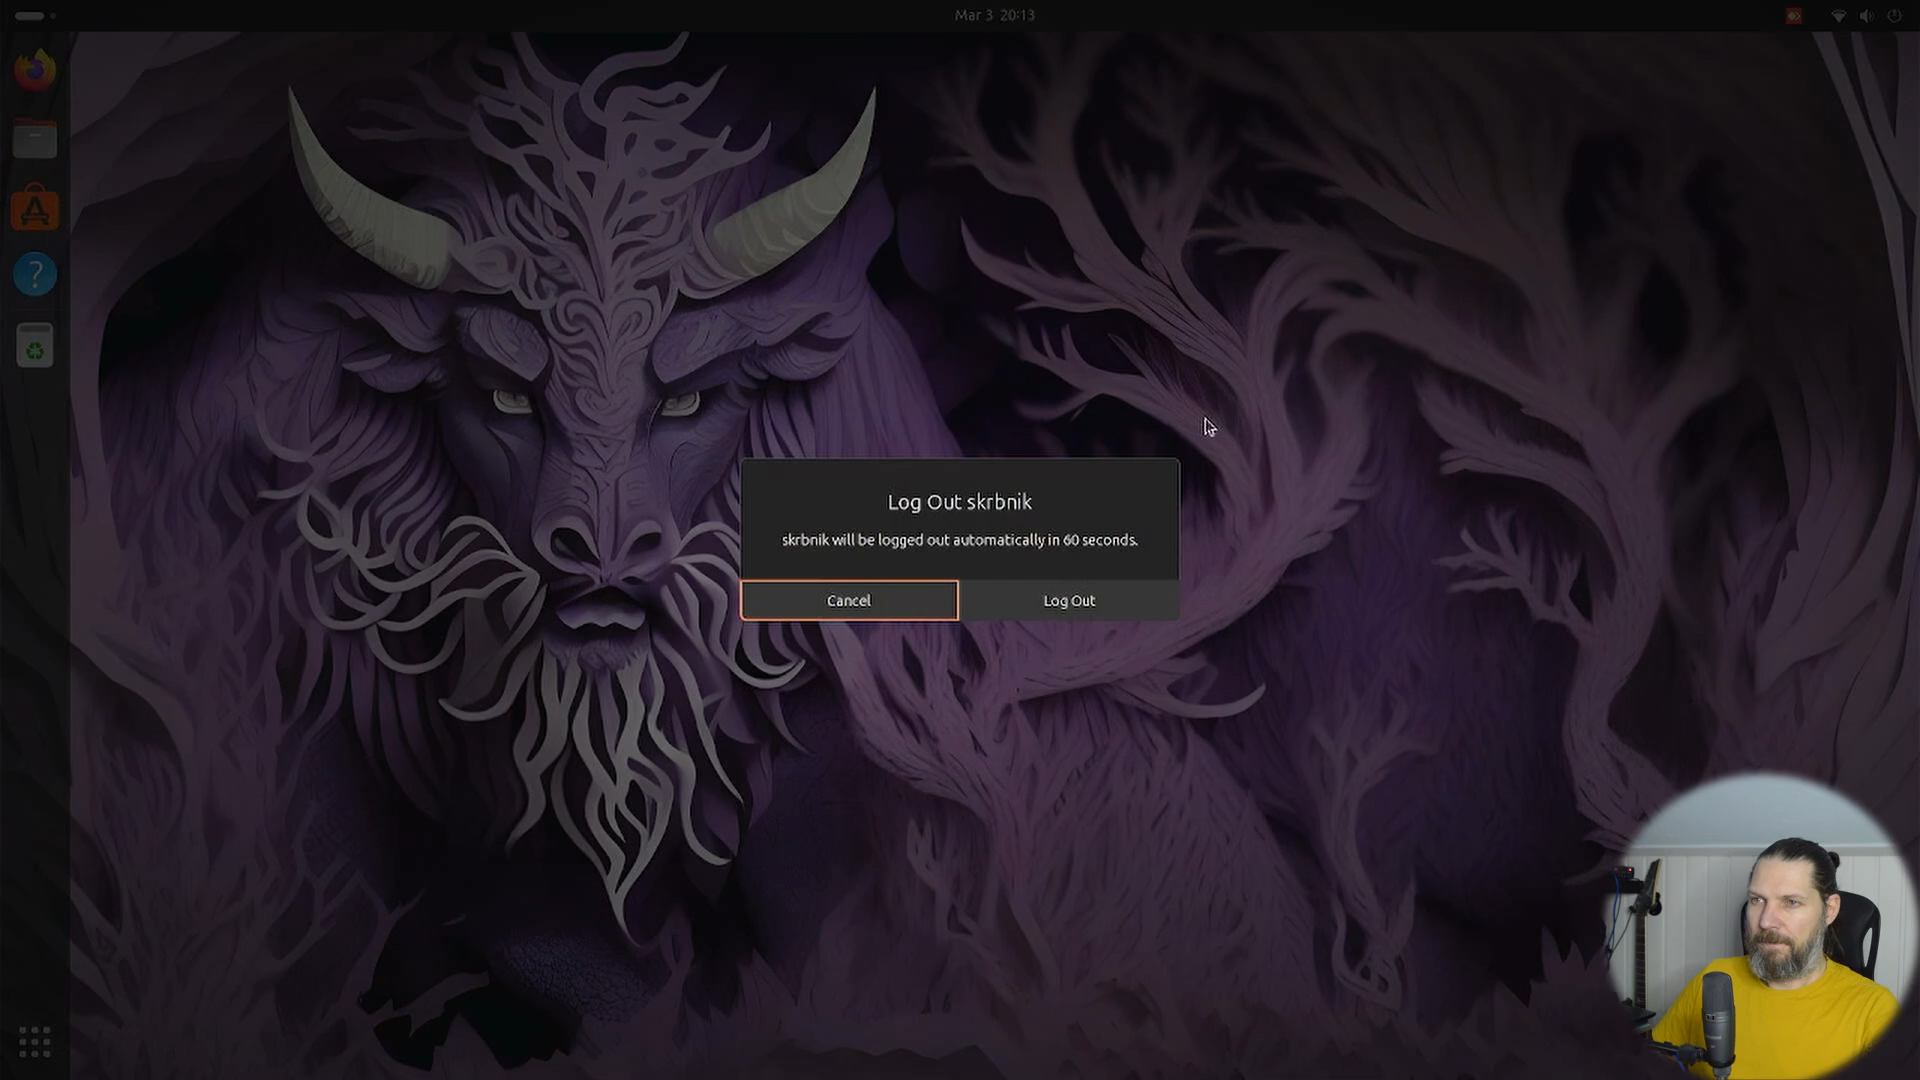 Mar 3 20:13
Log Out skrbnik
skrbnik will be logged out automatically in 60 seconds.
Cancel
Log Out